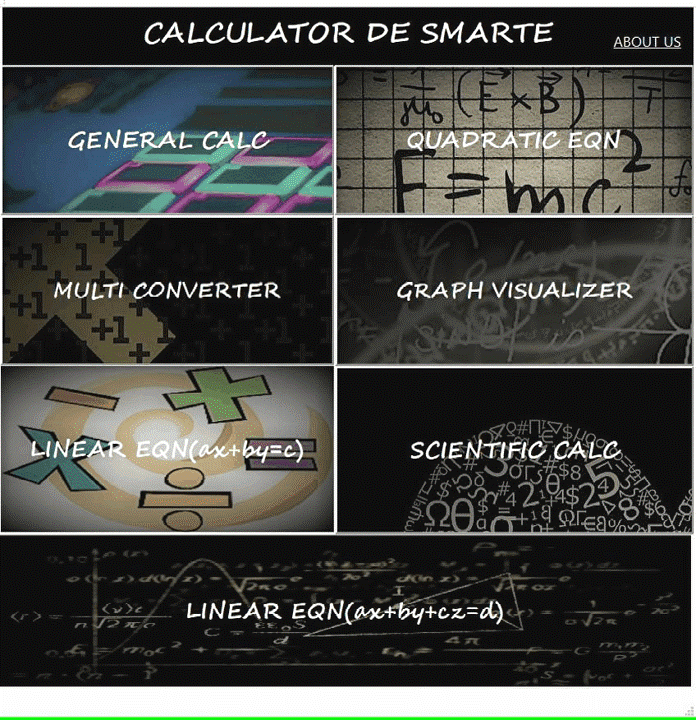 CALCULATOR DE SMARTE
ABOUT US
GENERAL CALC
QUADRATIC EQN
MULTI CONVERTER
GRAPH VISUALIZER
LINEAR EQN(ax+by=c)
SCIENTIFIC CALC
LINEAR EQN(ax+by+cz=d)